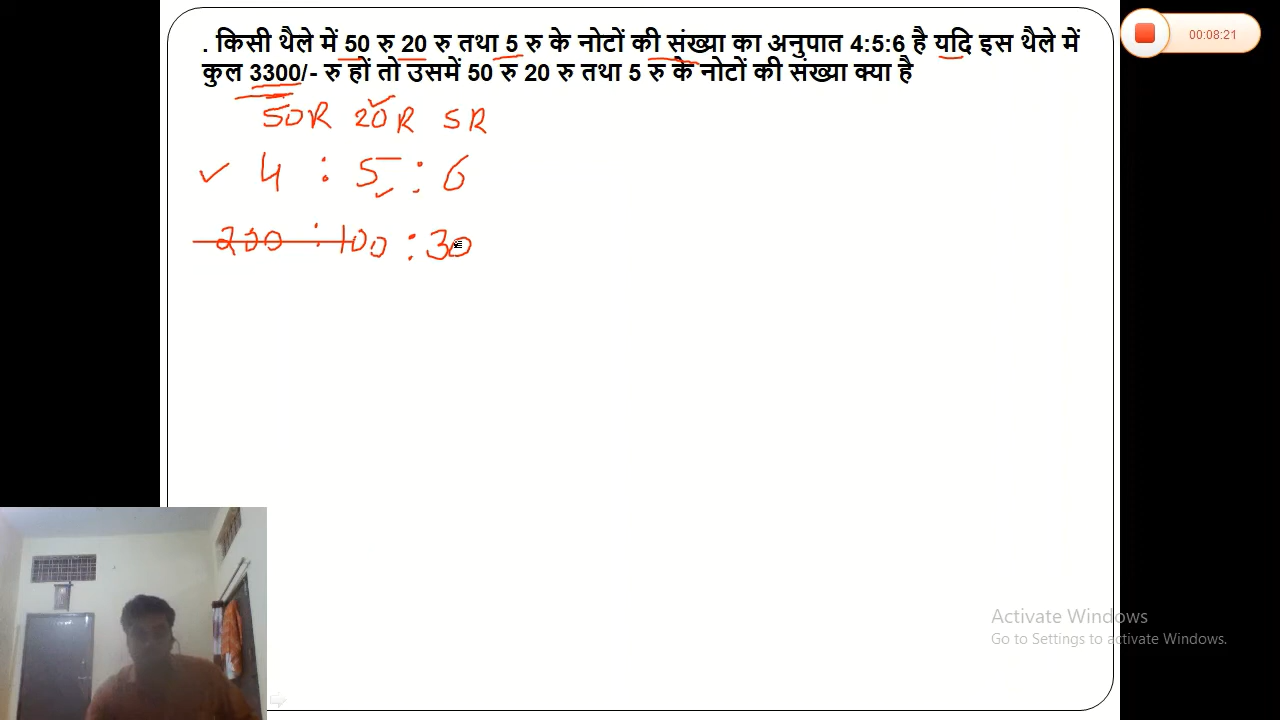 . किसी थैले में 50 रु 20 रु तथा 5 रु के नोटों की संख्या का अनुपात 4:5:6 है यदि इस थैले में
कुल 3300/- रु हों तो उसमें 50 रु 20 रु तथा 5 रु के नोटों की संख्या क्या है
00:08:21
50R 20R 5R
4 : 5 : 6
200 : 100 : 30
Activate Windows
Go to Settings to activate Windows.